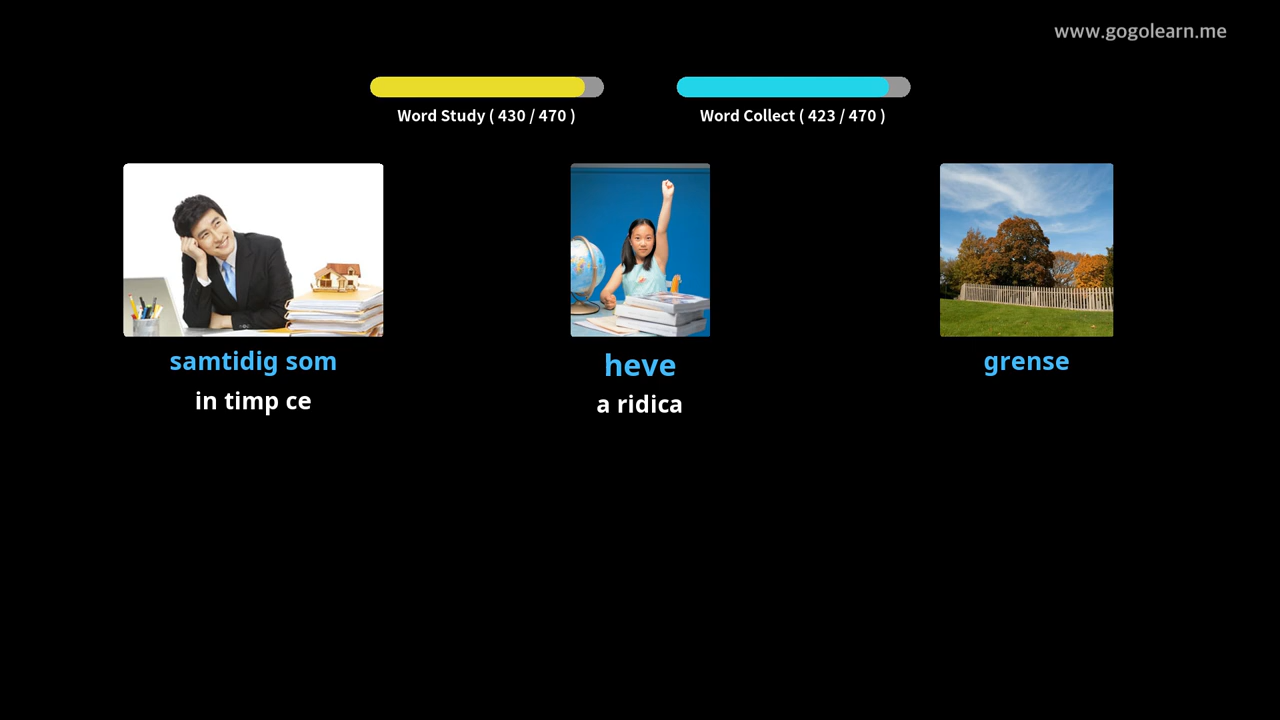 www.gogolearn.me
Word Study ( 430 / 470 )
Word Collect ( 423 / 470 )
samtidig som
in timp ce
heve
a ridica
grense